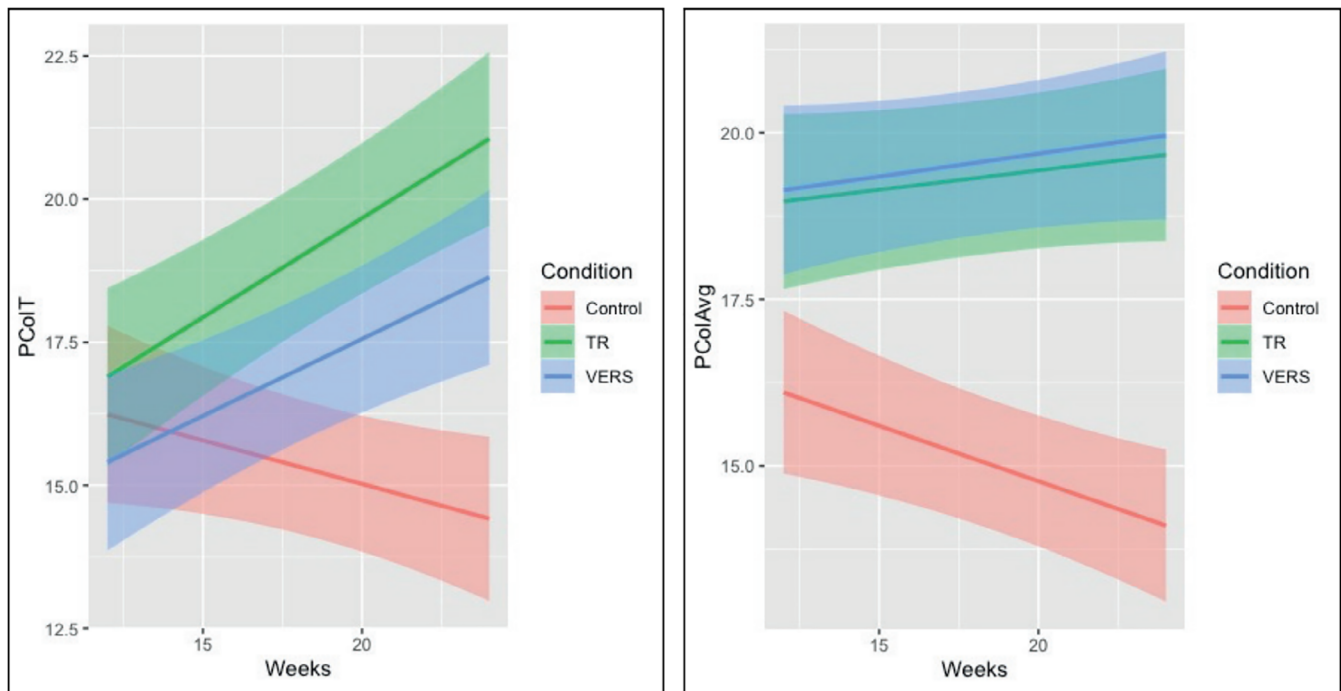 22.5
20.0
17.5
15.0
12.5
PColT
15
20
Weeks
Condition
Control
TR
VERS
20.0
17.5
15.0
PColAvg
15
20
Weeks
Condition
Control
TR
VERS